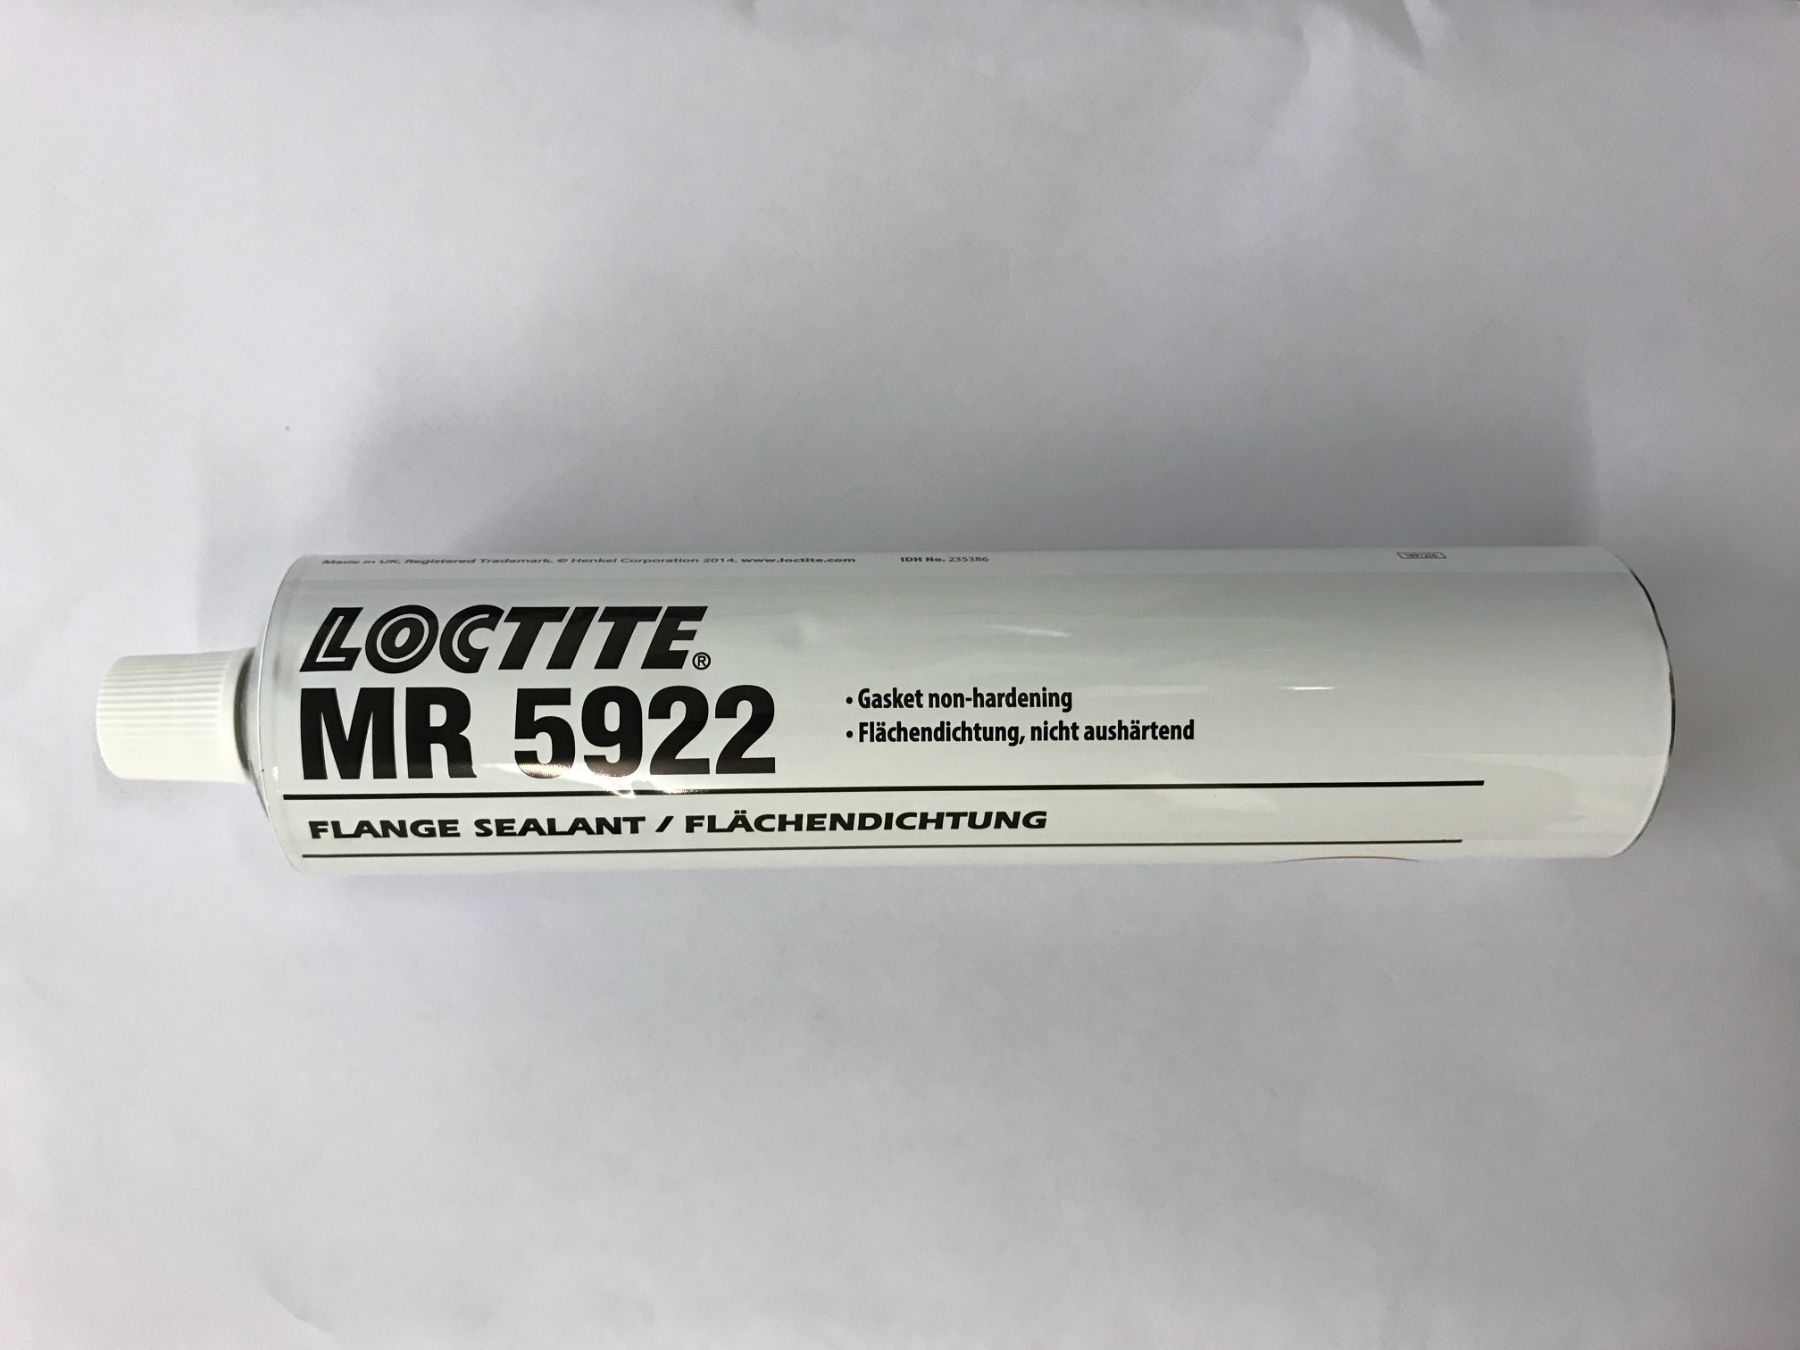 Made in UK. Registered Trademark. © Henkel Corporation 2014. www.loctite.com IDH No. 235386
LOCTITE®
MR 5922
• Gasket non-hardening
• Flächendichtung, nicht aushärtend
FLANGE SEALANT / FLÄCHENDICHTUNG